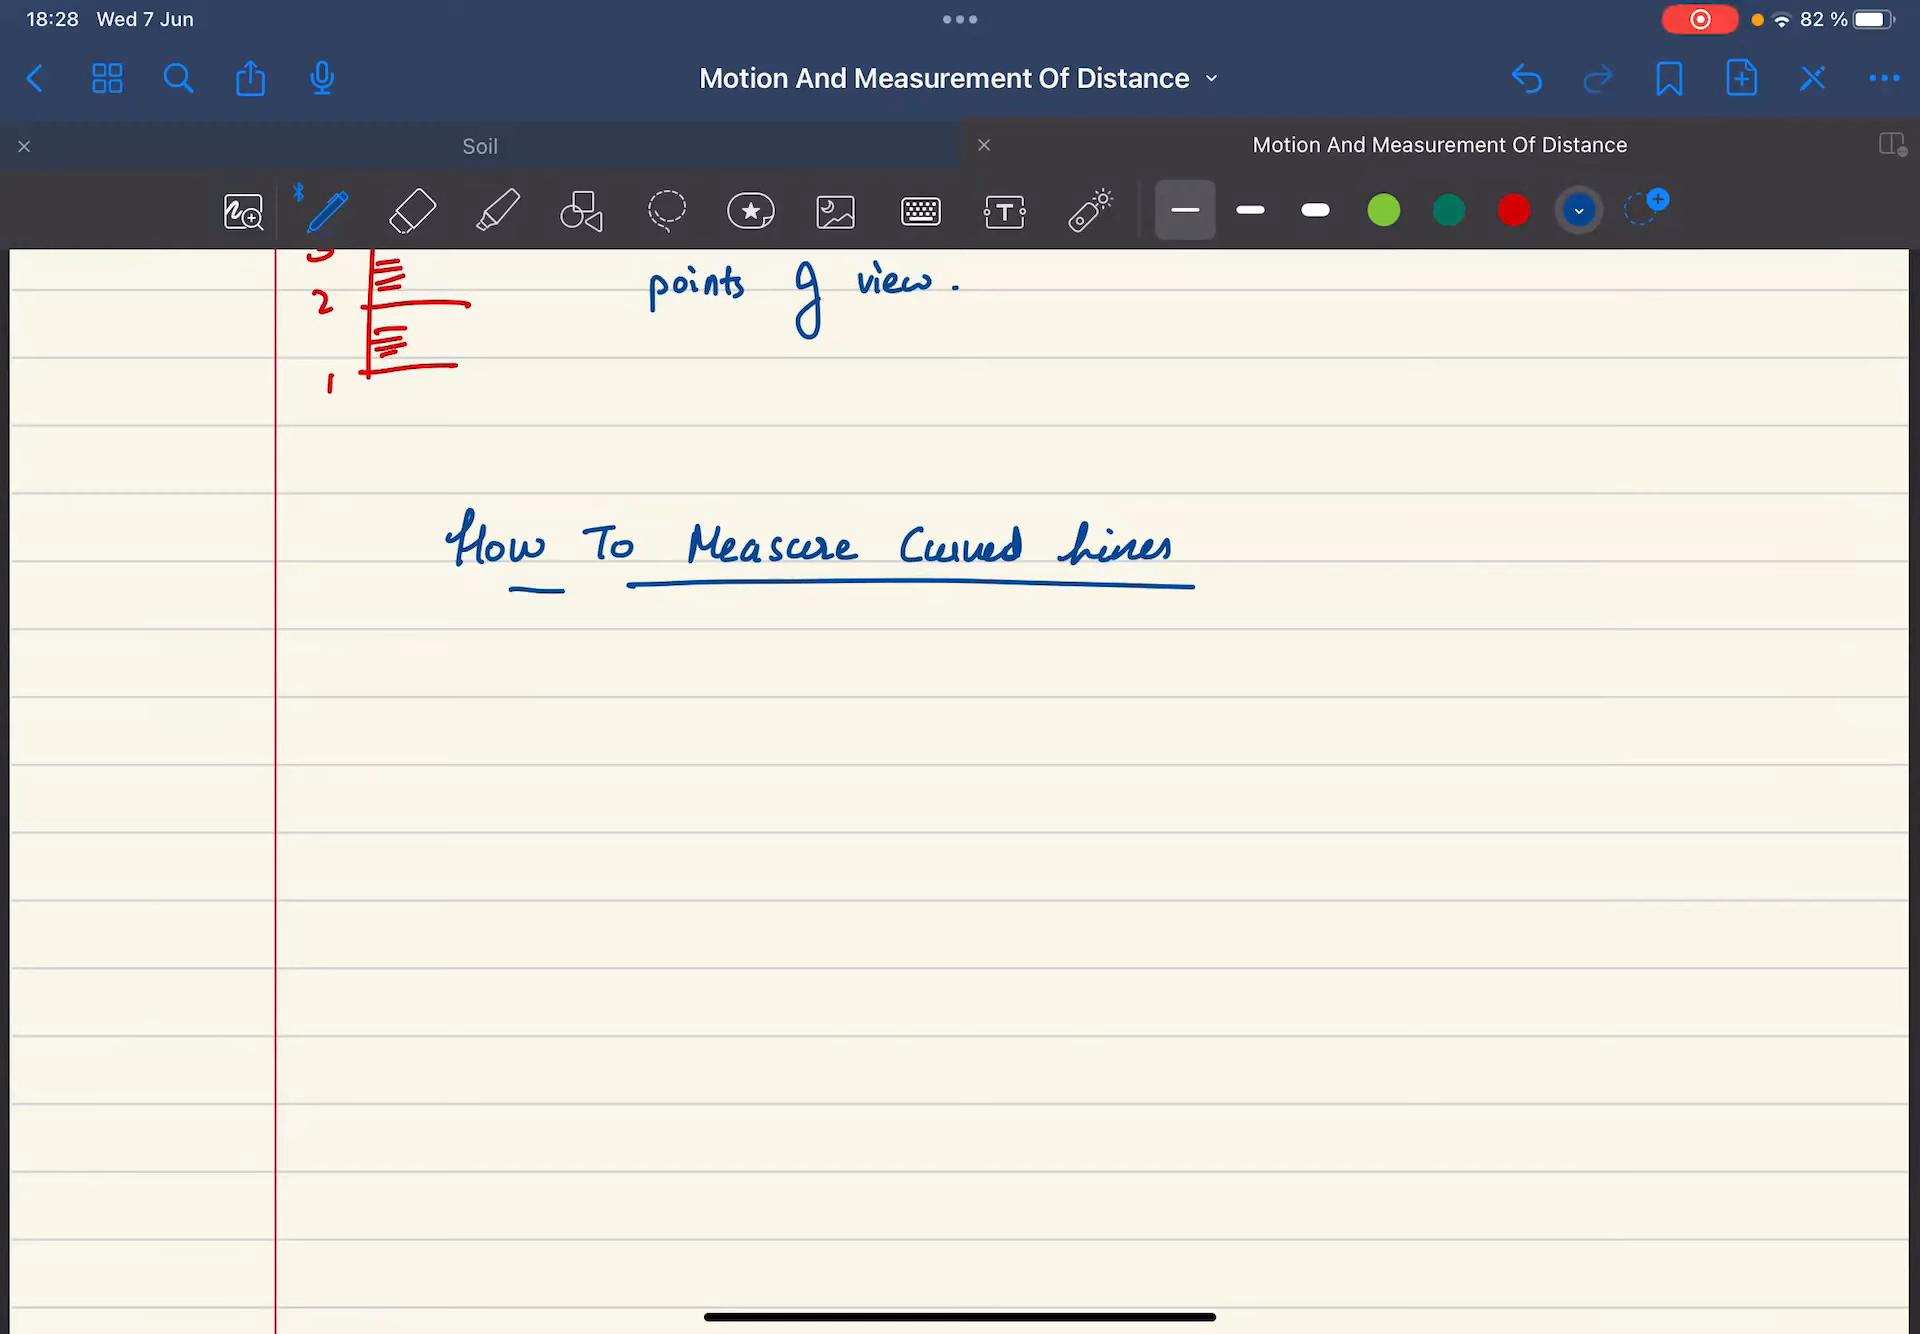 18:28 Wed 7 Jun 82 %
Motion And Measurement Of Distance
Soil Motion And Measurement Of Distance
T
points of view.
2
1
How To Measure Curved Lines